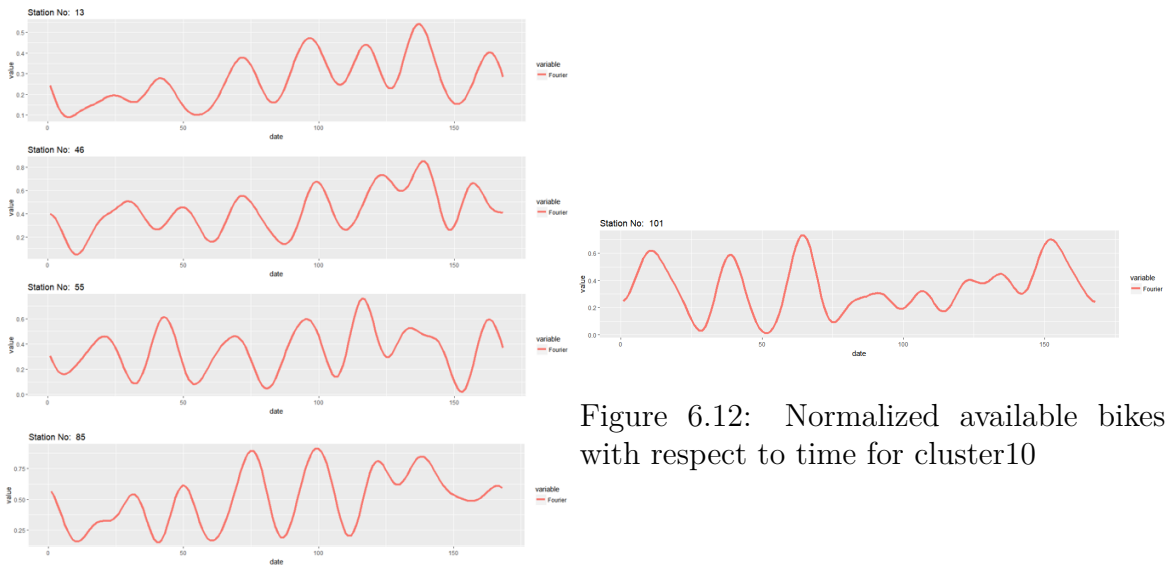 Station No: 13
value
0.5
0.4
0.3
0.2
0.1
0 50 100 150
date
variable
Fourier
Station No: 46
value
0.8
0.6
0.4
0.2
0 50 100 150
date
variable
Fourier
Station No: 55
value
0.6
0.4
0.2
0.0
0 50 100 150
date
variable
Fourier
Station No: 85
value
0.75
0.50
0.25
0 50 100 150
date
variable
Fourier
Station No: 101
value
0.6
0.4
0.2
0.0
0 50 100 150
date
variable
Fourier
Figure 6.12: Normalized available bikes
with respect to time for cluster10